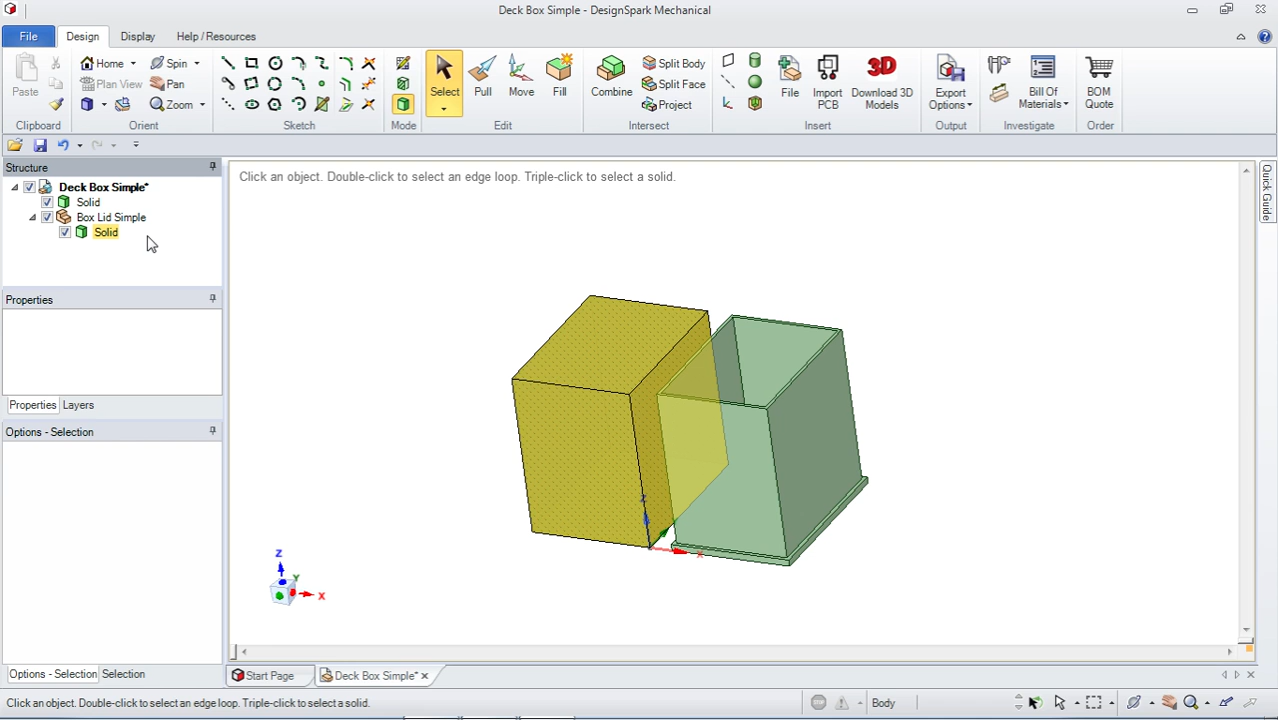 Deck Box Simple - DesignSpark Mechanical
File Design Display Help / Resources
Paste
Clipboard
Home Spin
Plan View Pan
Zoom
Orient
Sketch
Mode
Select Pull Move Fill
Edit
Combine
Split Body
Split Face
Project
Intersect
File
Import PCB
3D
Download 3D Models
Insert
Export Options
Output
Bill Of Materials
Investigate
BOM Quote
Order
Structure
Deck Box Simple*
Solid
Box Lid Simple
Solid
Properties
Properties Layers
Options - Selection
Options - Selection Selection
Click an object. Double-click to select an edge loop. Triple-click to select a solid.
Quick Guide
Z
X
Z
Y
X
Start Page Deck Box Simple*
Click an object. Double-click to select an edge loop. Triple-click to select a solid.
Body